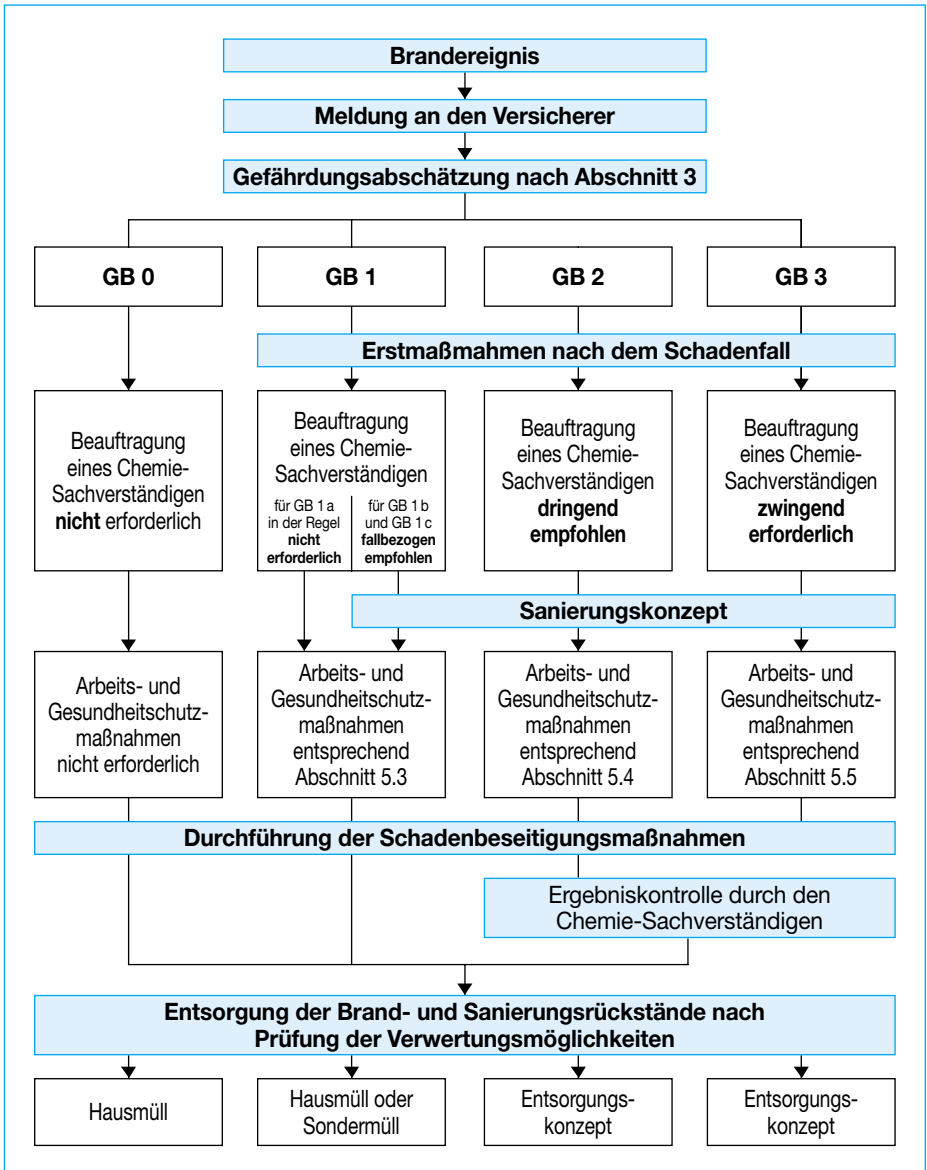 Brandereignis
Meldung an den Versicherer
Gefährdungsabschätzung nach Abschnitt 3
GB 0
GB 1
GB 2
GB 3
Erstmaßmahmen nach dem Schadenfall
Beauftragung
eines Chemie-
Sachverständigen
nicht erforderlich
Beauftragung
eines Chemie-
Sachverständigen
für GB 1 a
in der Regel
nicht
erforderlich
für GB 1 b
und GB 1 c
fallbezogen
empfohlen
Beauftragung
eines Chemie-
Sachverständigen
dringend
empfohlen
Beauftragung
eines Chemie-
Sachverständigen
zwingend
erforderlich
Sanierungskonzept
Arbeits- und
Gesundheitschutz-
maßnahmen
nicht erforderlich
Arbeits- und
Gesundheitschutz-
maßnahmen
entsprechend
Abschnitt 5.3
Arbeits- und
Gesundheitschutz-
maßnahmen
entsprechend
Abschnitt 5.4
Arbeits- und
Gesundheitschutz-
maßnahmen
entsprechend
Abschnitt 5.5
Durchführung der Schadenbeseitigungsmaßnahmen
Ergebniskontrolle durch den
Chemie-Sachverständigen
Entsorgung der Brand- und Sanierungsrückstände nach
Prüfung der Verwertungsmöglichkeiten
Hausmüll
Hausmüll oder
Sondermüll
Entsorgungs-
konzept
Entsorgungs-
konzept